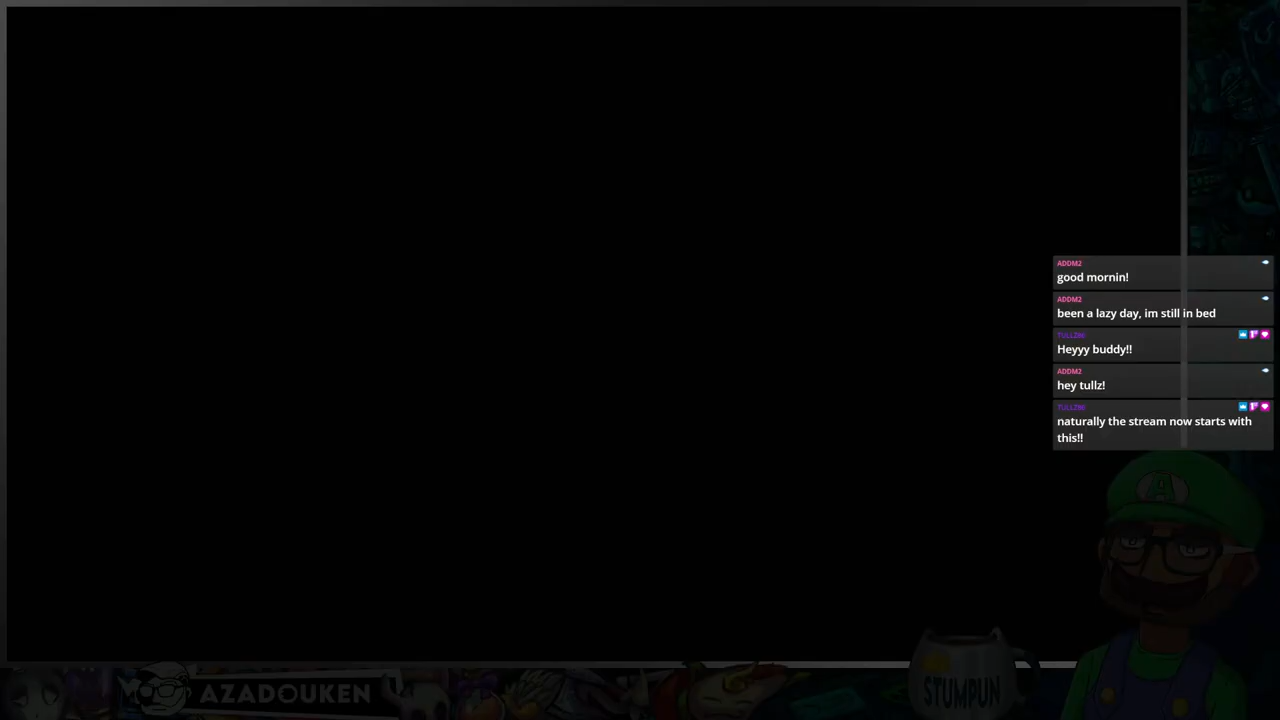 ADDM2
good mornin!
ADDM2
been a lazy day, im still in bed
Heyyy buddy!!
ADDM2
hey tullz!
naturally the stream now starts with
this!!
A
AZADOUKEN
STUMPUN